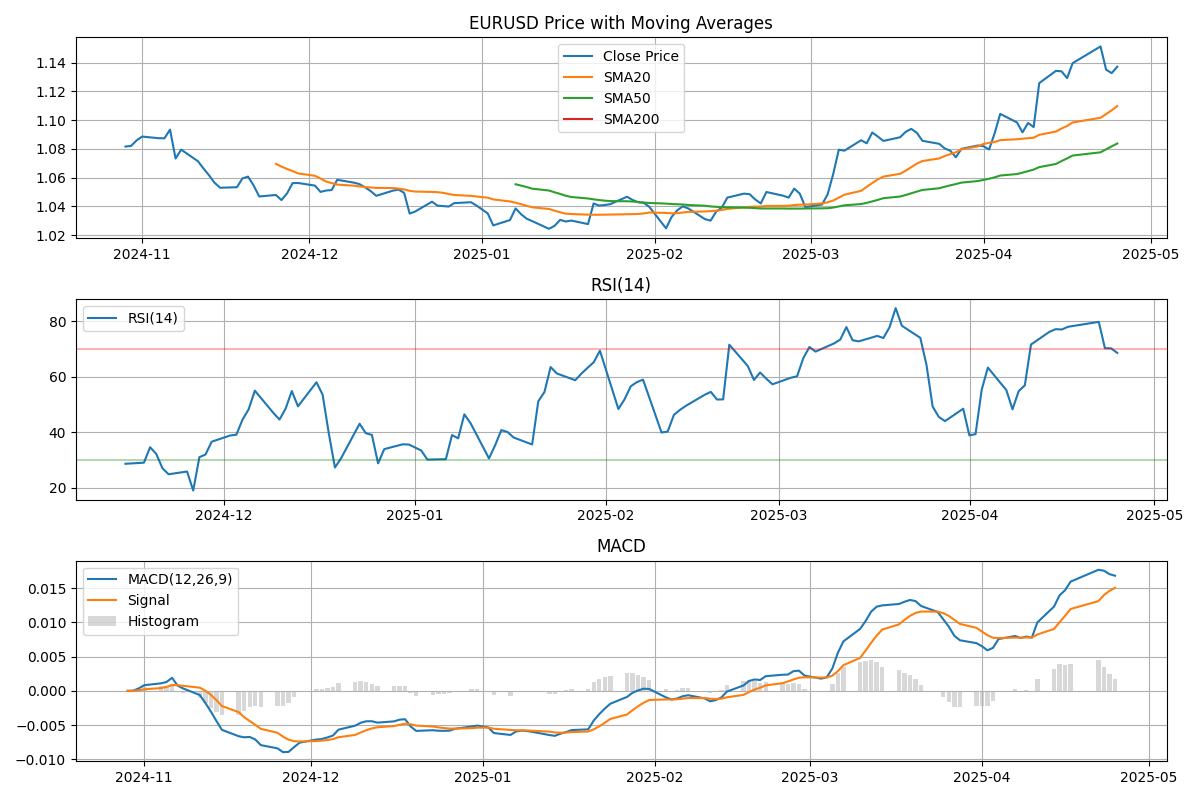 EURUSD Price with Moving Averages
Close Price
SMA20
SMA50
SMA200
1.14
1.12
1.10
1.08
1.06
1.04
1.02
2024-11 2024-12 2025-01 2025-02 2025-03 2025-04 2025-05
RSI(14)
RSI(14)
80
60
40
20
2024-12 2025-01 2025-02 2025-03 2025-04 2025-05
MACD
MACD(12,26,9)
Signal
Histogram
0.015
0.010
0.005
0.000
−0.005
−0.010
2024-11 2024-12 2025-01 2025-02 2025-03 2025-04 2025-05